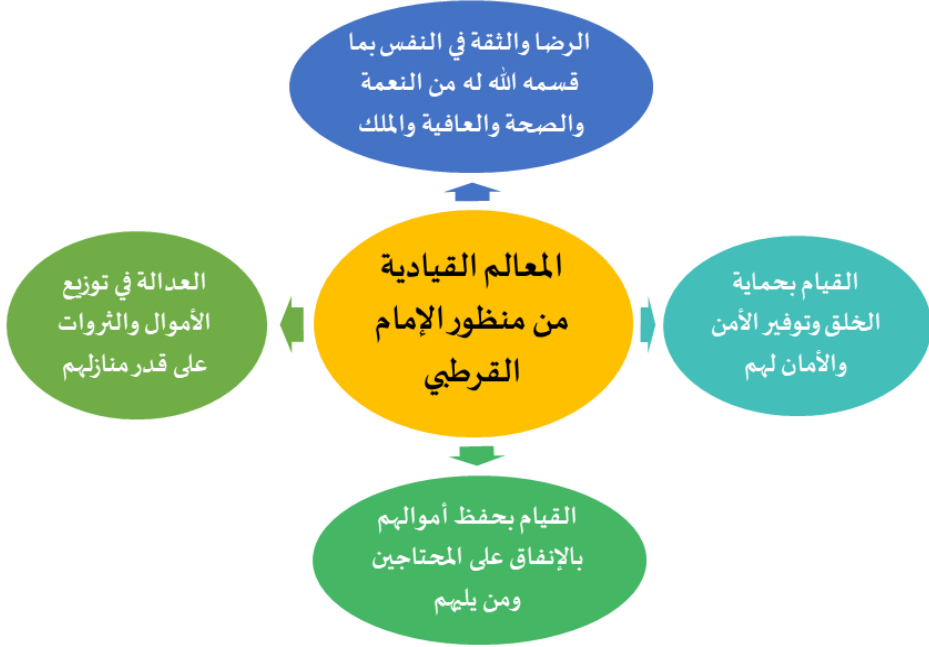 الرضا والثقة في النفس بما
قسمه الله له من النعمة
والصحة والعافية والملك
المعالم القيادية
من منظور الإمام
القرطبي
القيام بحماية
الخلق وتوفير الأمن
والأمان لهم
العدالة في توزيع
الأموال والثروات
على قدر منازلهم
القيام بحفظ أموالهم
بالإنفاق على المحتاجين
ومن يليهم